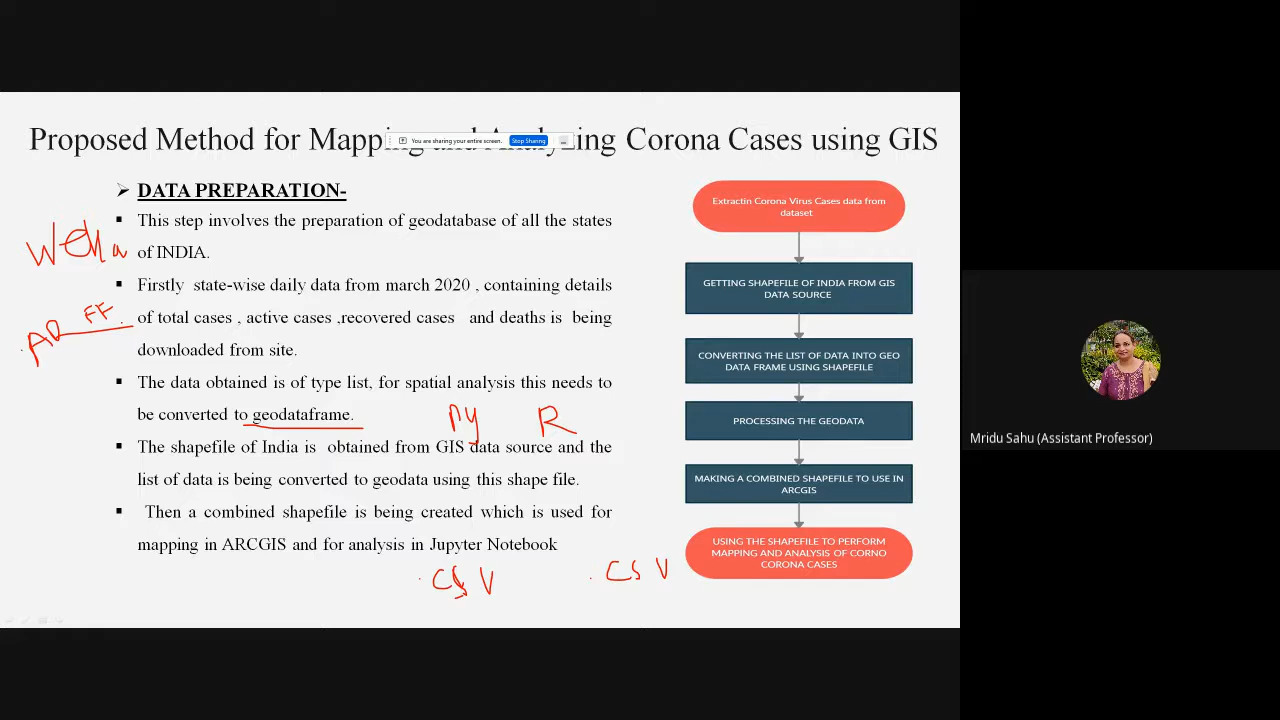 Proposed Method for Mapping and Analyzing Corona Cases using GIS
You are sharing your entire screen. Stop Sharing
DATA PREPARATION-
This step involves the preparation of geodatabase of all the states
of INDIA.
Firstly state-wise daily data from march 2020 , containing details
of total cases , active cases ,recovered cases and deaths is being
downloaded from site.
The data obtained is of type list, for spatial analysis this needs to
be converted to geodataframe.
The shapefile of India is obtained from GIS data source and the
list of data is being converted to geodata using this shape file.
Then a combined shapefile is being created which is used for
mapping in ARCGIS and for analysis in Jupyter Notebook
ARFF
Py R
.CSV .CSV
Extractin Corona Virus Cases data from
dataset
GETTING SHAPEFILE OF INDIA FROM GIS
DATA SOURCE
CONVERTING THE LIST OF DATA INTO GEO
DATA FRAME USING SHAPEFILE
PROCESSING THE GEODATA
MAKING A COMBINED SHAPEFILE TO USE IN
ARCGIS
USING THE SHAPEFILE TO PERFORM
MAPPING AND ANALYSIS OF CORNO
CORONA CASES
Mridu Sahu (Assistant Professor)